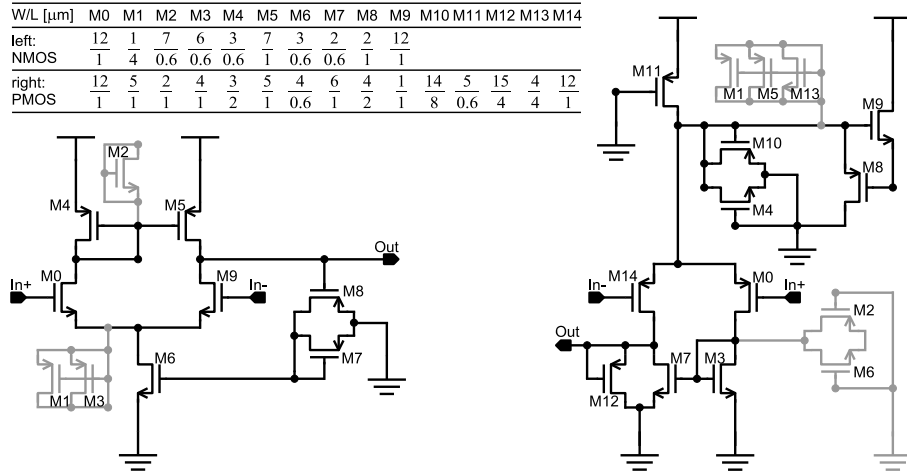 W/L [μm] M0 M1 M2 M3 M4 M5 M6 M7 M8 M9 M10 M11 M12 M13 M14
left: 12 1 7 6 3 7 3 2 2 12
NMOS 1 4 0.6 0.6 0.6 1 0.6 0.6 1 1
right: 12 5 2 4 3 5 4 6 4 1 14 5 15 4 12
PMOS 1 1 1 1 2 1 0.6 1 2 1 8 0.6 4 4 1
M2
M4 M5
Out
In+ M0 M9 In-
M8
M6 M7
M1 M3
M11
M1 M5 M13
M9
M10
M8
M4
In- M14 M0 In+
M2
Out
M7 M3
M6
M12